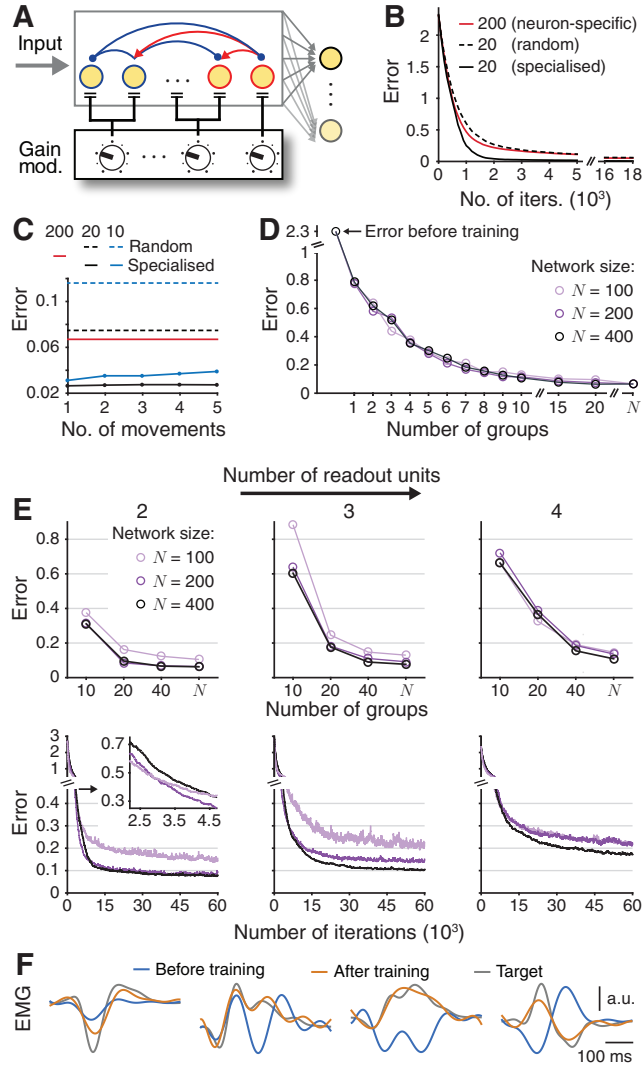 A
Input
Gain mod.
B
Error
2
1.5
1
0.5
0
200 (neuron-specific)
20 (random)
20 (specialised)
0 1 2 3 4 5 16 18
No. of iters. (10³)
C
200 20 10
Random
Specialised
Error
0.1
0.06
0.02
1 2 3 4 5
No. of movements
D
Error
2.3
1
0.8
0.6
0.4
0.2
0
Error before training
Network size:
N = 100
N = 200
N = 400
1 2 3 4 5 6 7 8 9 10 15 20 N
Number of groups
Number of readout units
E
2 3 4
Error
0.8
0.6
0.4
0.2
0
Network size:
N = 100
N = 200
N = 400
10 20 40 N
10 20 40 N
10 20 40 N
Number of groups
Error
3
2
1
0.4
0.3
0.2
0.1
0
0.7
0.5
0.3
2.5 3.5 4.5
0 15 30 45 60
0 15 30 45 60
0 15 30 45 60
Number of iterations (10³)
F
Before training After training Target
EMG
a.u.
100 ms